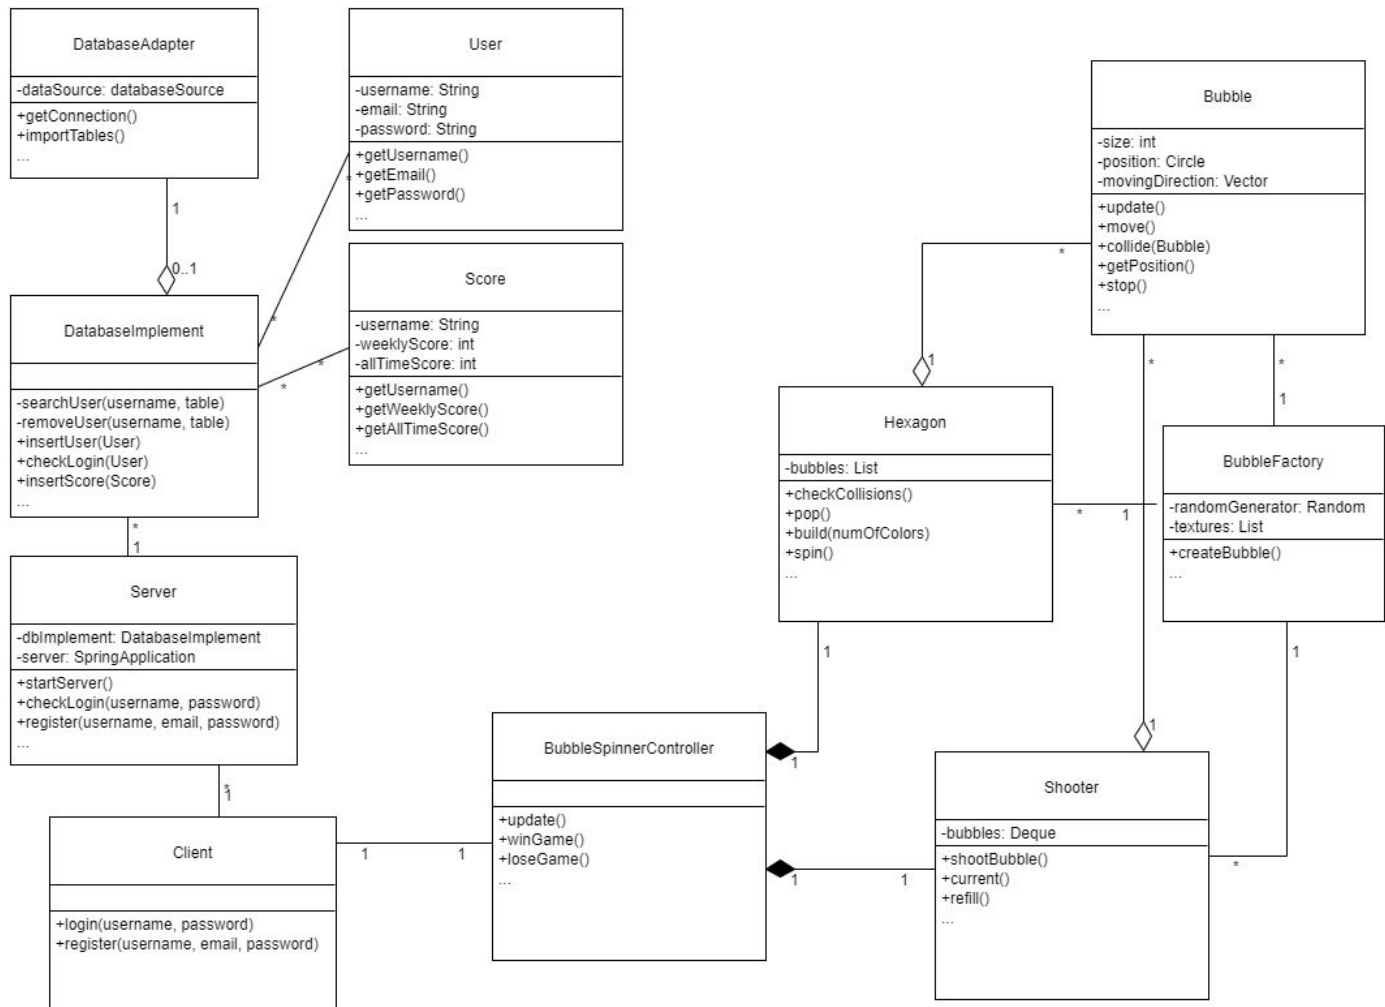 DatabaseAdapter
-dataSource: databaseSource
+getConnection()
+importTables()
...
1
0..1
User
-username: String
-email: String
-password: String
+getUsername()
+getEmail()
+getPassword()
...
*
*
Score
-username: String
-weeklyScore: int
-allTimeScore: int
+getUsername()
+getWeeklyScore()
+getAllTimeScore()
...
*
*
DatabaseImplement
-searchUser(username, table)
-removeUser(username, table)
+insertUser(User)
+checkLogin(User)
+insertScore(Score)
...
*
1
Server
-dbImplement: DatabaseImplement
-server: SpringApplication
+startServer()
+checkLogin(username, password)
+register(username, email, password)
...
*
1
Client
+login(username, password)
+register(username, email, password)
1
1
BubbleSpinnerController
+update()
+winGame()
+loseGame()
...
1
1
1
1
Hexagon
-bubbles: List
+checkCollisions()
+pop()
+build(numOfColors)
+spin()
...
1
*
*
1
Bubble
-size: int
-position: Circle
-movingDirection: Vector
+update()
+move()
+collide(Bubble)
+getPosition()
+stop()
...
*
*
1
BubbleFactory
-randomGenerator: Random
-textures: List
+createBubble()
...
1
1
Shooter
-bubbles: Deque
+shootBubble()
+current()
+refill()
...
*